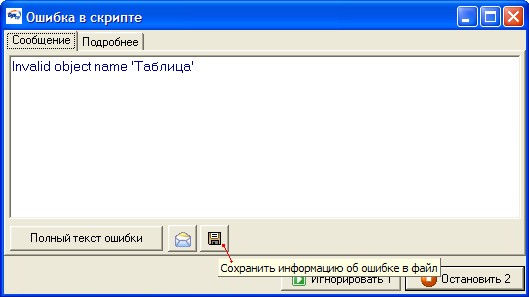 Ошибка в скрипте
Сообщение Подробнее
Invalid object name 'Таблица'
Полный текст ошибки
Сохранить информацию об ошибке в файл
Игнорировать 1 Остановить 2